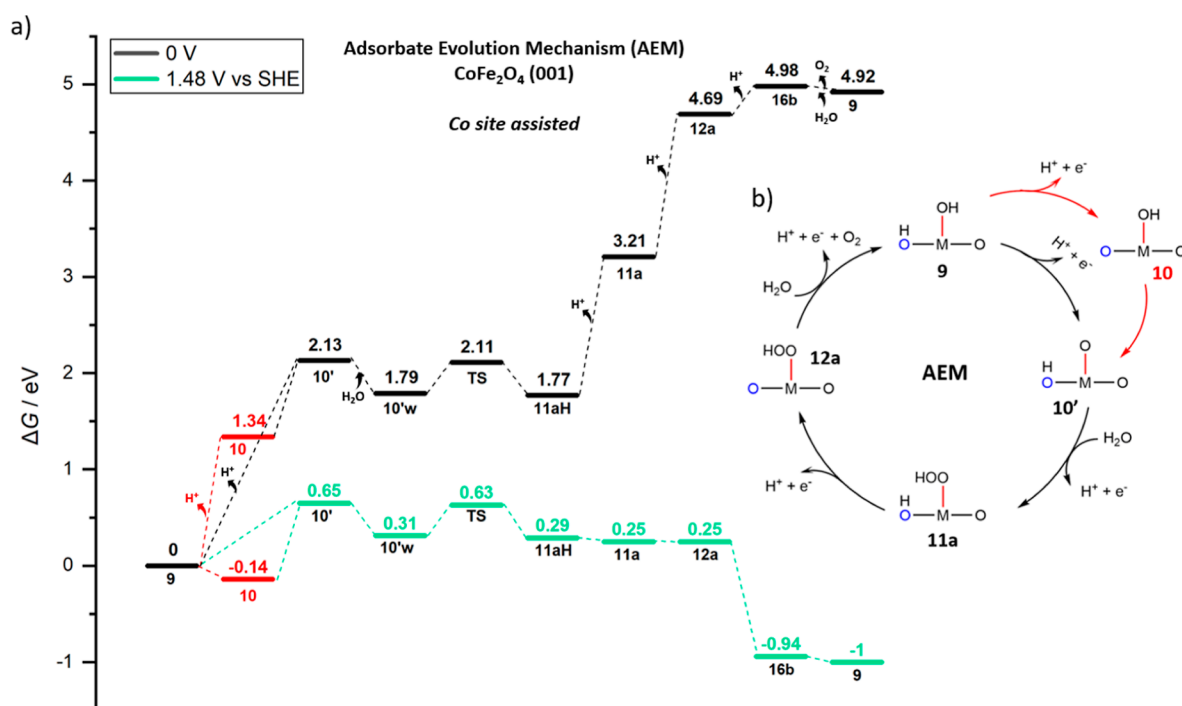 a)
0 V
1.48 V vs SHE
Adsorbate Evolution Mechanism (AEM)
CoFe₂O₄ (001)
Co site assisted
ΔG / eV
5
4
3
2
1
0
-1
0
9
H⁺
1.34
10
H⁺
2.13
10'
H₂O
1.79
10'w
2.11
TS
1.77
11aH
H⁺
3.21
11a
H⁺
4.69
12a
H⁺
4.98
16b
O₂
H₂O
4.92
9
-0.14
10
0.65
10'
0.31
10'w
0.63
TS
0.29
11aH
0.25
11a
0.25
12a
-0.94
16b
-1
9
b)
H⁺ + e⁻
OH
H
O—M—O
9
OH
O—M—O
10
H⁺ + e⁻
O
H
O—M—O
10'
H₂O
H⁺ + e⁻
HOO
H
O—M—O
11a
H⁺ + e⁻
HOO
12a
O—M—O
H₂O
H⁺ + e⁻ + O₂
AEM